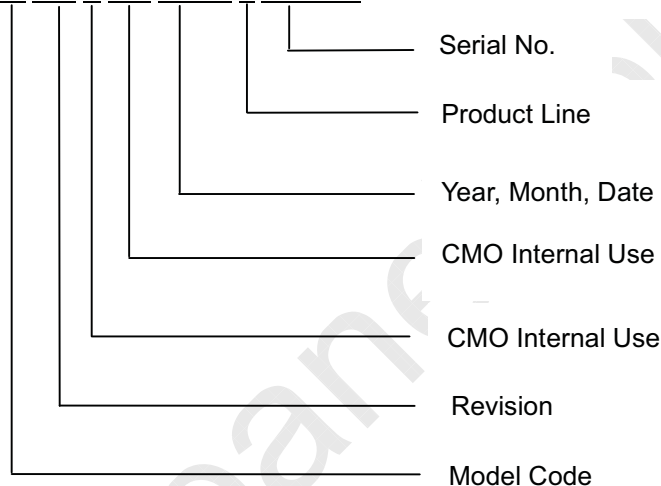 Serial No.
Product Line
Year, Month, Date
CMO Internal Use
CMO Internal Use
Revision
Model Code